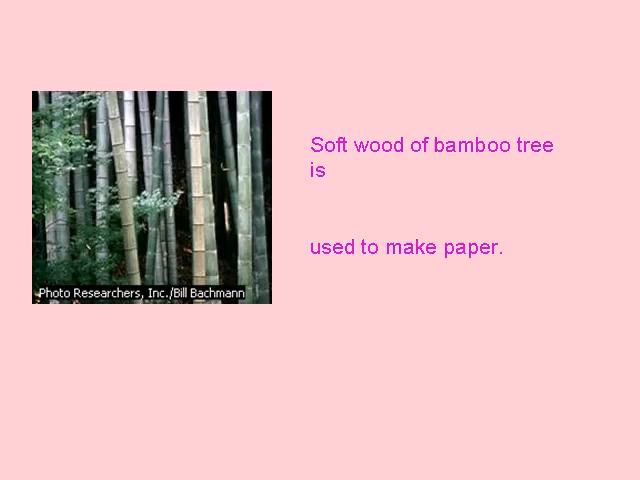 Soft wood of bamboo tree
is
used to make paper.
Photo Researchers, Inc./Bill Bachmann